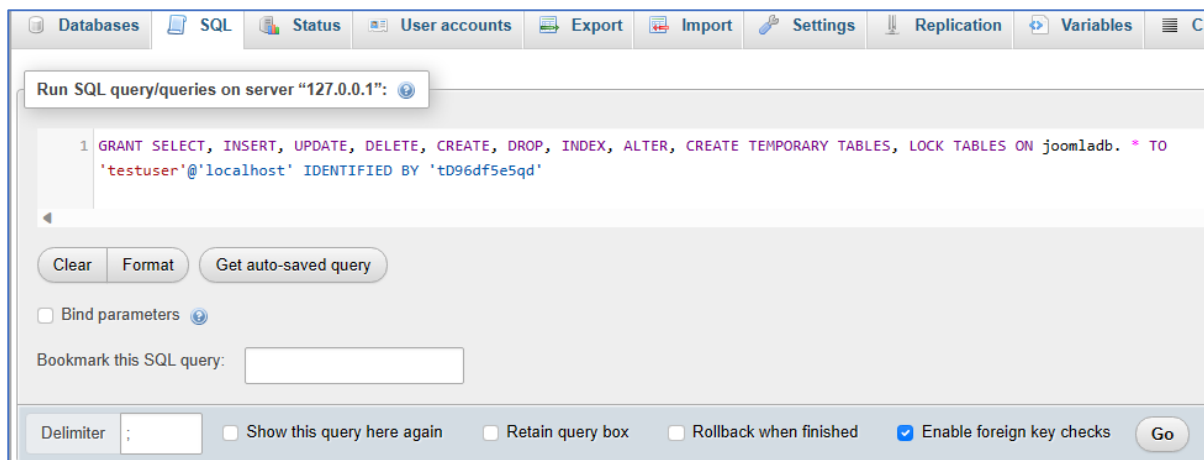 Databases SQL Status User accounts Export Import Settings Replication Variables C
Run SQL query/queries on server “127.0.0.1”:
1 GRANT SELECT, INSERT, UPDATE, DELETE, CREATE, DROP, INDEX, ALTER, CREATE TEMPORARY TABLES, LOCK TABLES ON joomladb. * TO
'testuser'@'localhost' IDENTIFIED BY 'tD96df5e5qd'
Clear Format Get auto-saved query
Bind parameters
Bookmark this SQL query:
Delimiter ; Show this query here again Retain query box Rollback when finished Enable foreign key checks Go